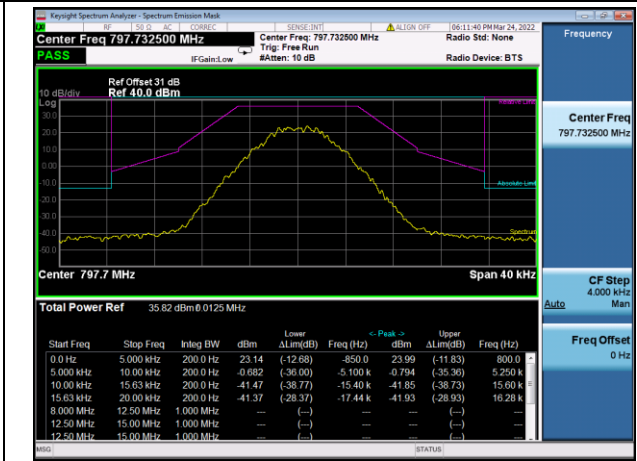 Keysight Spectrum Analyzer - Spectrum Emission Mask
RF 50 Ω AC CORREC SENSE:INT ALIGN OFF 06:11:40 PM Mar 24, 2022
Center Freq 797.732500 MHz
Center Freq: 797.732500 MHz
Radio Std: None
Trig: Free Run
PASS
IFGain:Low
#Atten: 10 dB
Radio Device: BTS
Frequency
Ref Offset 31 dB
10 dB/div Ref 40.0 dBm
Log
Relative Limit
30.0
20.0
10.0
0.00
-10.0
Absolute Limit
-20.0
-30.0
-40.0
Spectrum
-50.0
Center 797.7 MHz
Span 40 kHz
Center Freq
797.732500 MHz
CF Step
4.000 kHz
Auto Man
Freq Offset
0 Hz
Total Power Ref 35.82 dBm/0.0125 MHz
Lower <- Peak -> Upper
Start Freq Stop Freq Integ BW dBm ΔLim(dB) Freq (Hz) dBm ΔLim(dB) Freq (Hz)
0.0 Hz 5.000 kHz 200.0 Hz 23.14 (-12.68) -850.0 23.99 (-11.83) 800.0
5.000 kHz 10.00 kHz 200.0 Hz -0.682 (-36.00) -5.100 k -0.794 (-35.36) 5.250 k
10.00 kHz 15.63 kHz 200.0 Hz -41.47 (-38.77) -15.40 k -41.85 (-38.73) 15.60 k
15.63 kHz 20.00 kHz 200.0 Hz -41.37 (-28.37) -17.44 k -41.93 (-28.93) 16.28 k
8.000 MHz 12.50 MHz 1.000 MHz --- (---) --- (---) ---
12.50 MHz 15.00 MHz 1.000 MHz --- (---) --- (---) ---
12.50 MHz 15.00 MHz 1.000 MHz --- (---) --- (---) ---
MSG STATUS